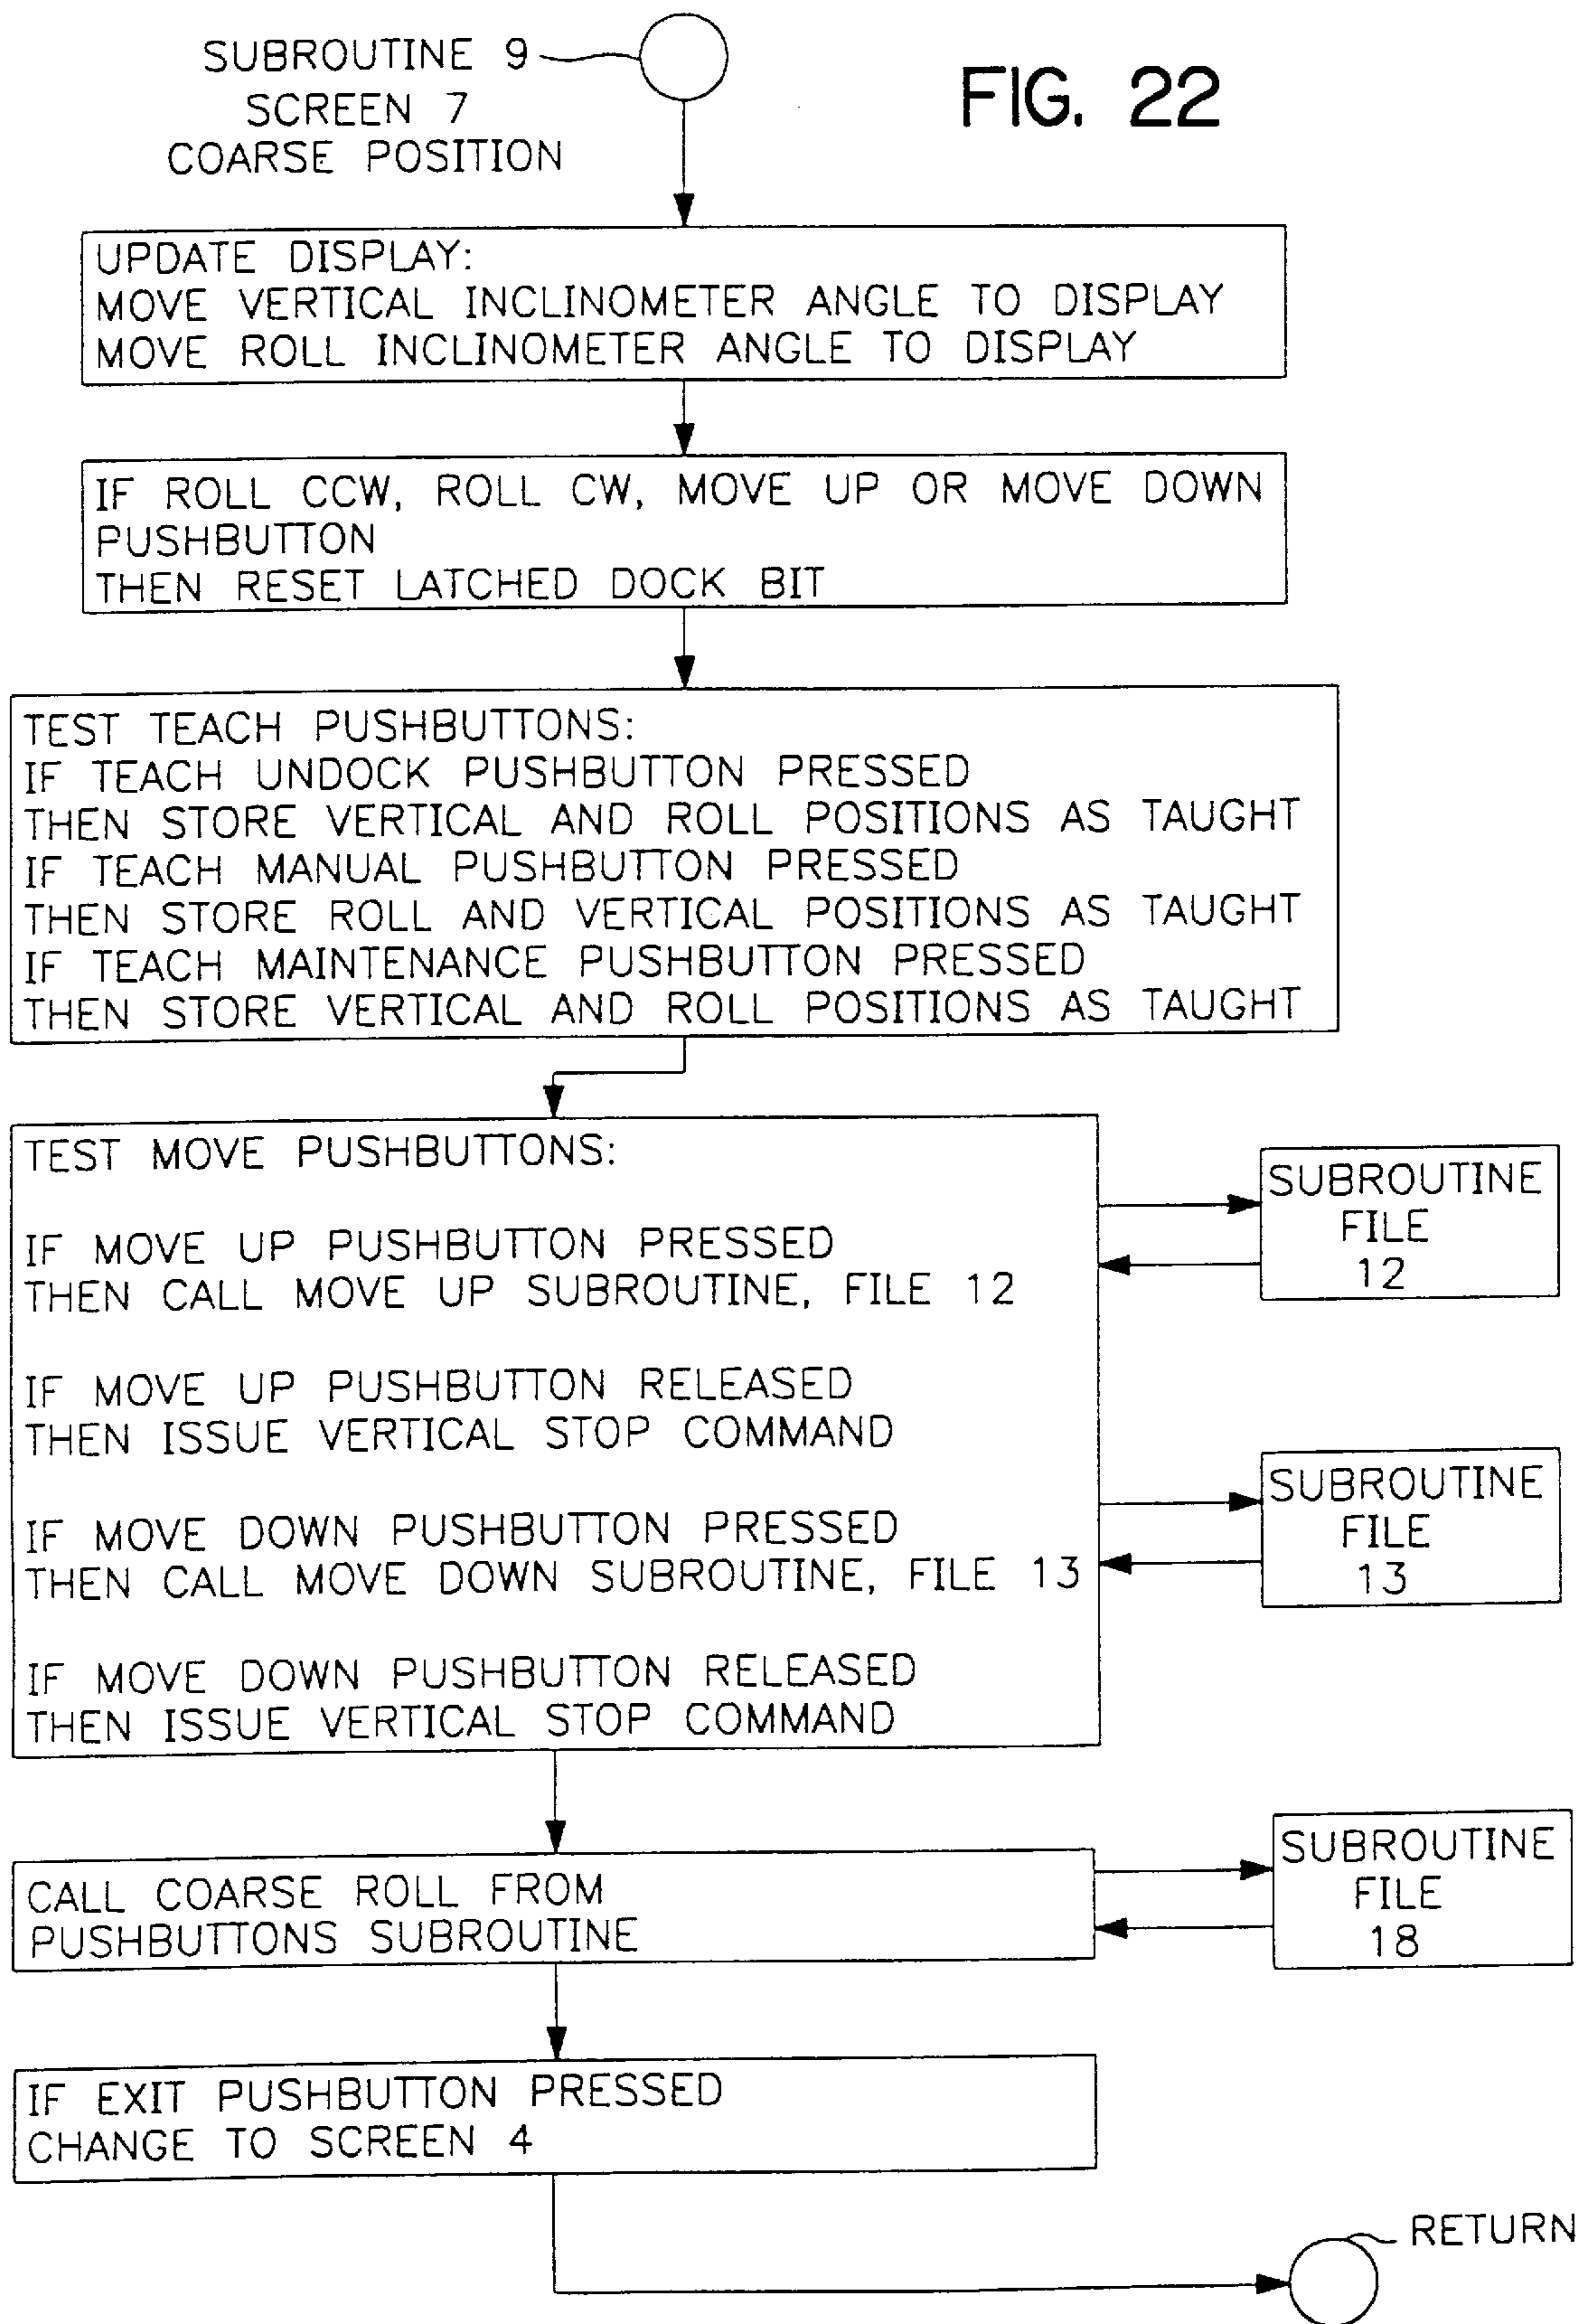 SUBROUTINE 9
SCREEN 7
COARSE POSITION
FIG. 22
UPDATE DISPLAY:
MOVE VERTICAL INCLINOMETER ANGLE TO DISPLAY
MOVE ROLL INCLINOMETER ANGLE TO DISPLAY
IF ROLL CCW, ROLL CW, MOVE UP OR MOVE DOWN
PUSHBUTTON
THEN RESET LATCHED DOCK BIT
TEST TEACH PUSHBUTTONS:
IF TEACH UNDOCK PUSHBUTTON PRESSED
THEN STORE VERTICAL AND ROLL POSITIONS AS TAUGHT
IF TEACH MANUAL PUSHBUTTON PRESSED
THEN STORE ROLL AND VERTICAL POSITIONS AS TAUGHT
IF TEACH MAINTENANCE PUSHBUTTON PRESSED
THEN STORE VERTICAL AND ROLL POSITIONS AS TAUGHT
TEST MOVE PUSHBUTTONS:
IF MOVE UP PUSHBUTTON PRESSED
THEN CALL MOVE UP SUBROUTINE, FILE 12
IF MOVE UP PUSHBUTTON RELEASED
THEN ISSUE VERTICAL STOP COMMAND
IF MOVE DOWN PUSHBUTTON PRESSED
THEN CALL MOVE DOWN SUBROUTINE, FILE 13
IF MOVE DOWN PUSHBUTTON RELEASED
THEN ISSUE VERTICAL STOP COMMAND
SUBROUTINE
FILE
12
SUBROUTINE
FILE
13
CALL COARSE ROLL FROM
PUSHBUTTONS SUBROUTINE
SUBROUTINE
FILE
18
IF EXIT PUSHBUTTON PRESSED
CHANGE TO SCREEN 4
RETURN